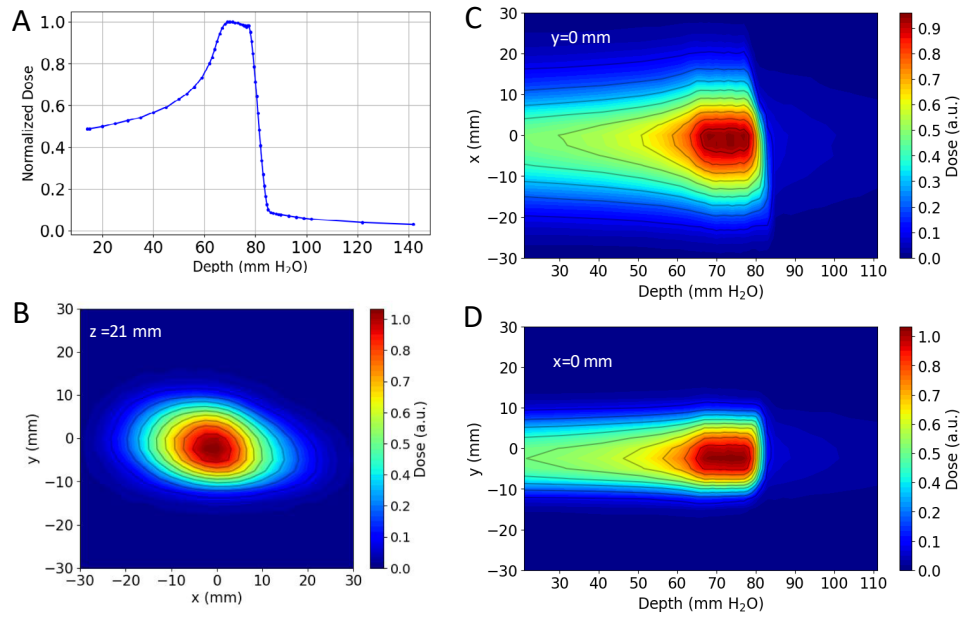 A
Normalized Dose
1.0
0.8
0.6
0.4
0.2
0.0
0 20 40 60 80 100 120 140
Depth (mm H₂O)
B
z =21 mm
y (mm)
30
20
10
0
−10
−20
−30
−30 −20 −10 0 10 20 30
x (mm)
1.0
0.8
0.6
0.4
0.2
0.0
Dose (a.u.)
C
y=0 mm
x (mm)
30
20
10
0
−10
−20
−30
30 40 50 60 70 80 90 100 110
Depth (mm H₂O)
0.9
0.8
0.7
0.6
0.5
0.4
0.3
0.2
0.1
0.0
Dose (a.u.)
D
x=0 mm
y (mm)
30
20
10
0
−10
−20
−30
30 40 50 60 70 80 90 100 110
Depth (mm H₂O)
1.0
0.9
0.8
0.7
0.6
0.5
0.4
0.3
0.2
0.1
0.0
Dose (a.u.)